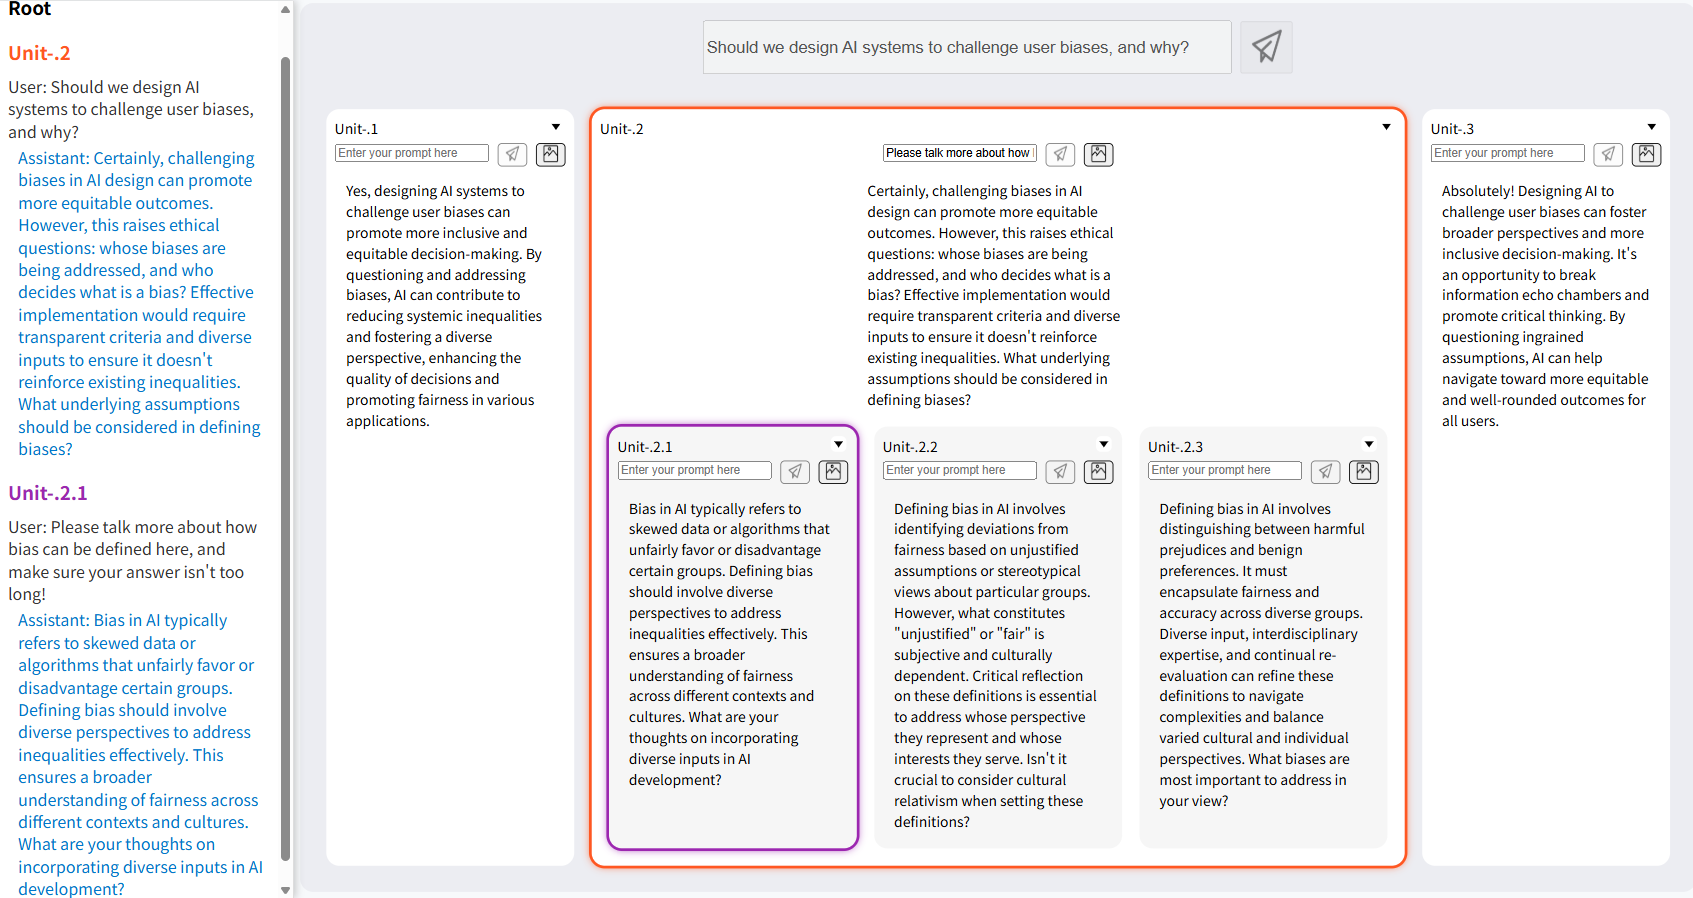 Root
Unit-.2
User: Should we design AI
systems to challenge user biases,
and why?
Assistant: Certainly, challenging
biases in AI design can promote
more equitable outcomes.
However, this raises ethical
questions: whose biases are
being addressed, and who
decides what is a bias? Effective
implementation would require
transparent criteria and diverse
inputs to ensure it doesn't
reinforce existing inequalities.
What underlying assumptions
should be considered in defining
biases?
Unit-.2.1
User: Please talk more about how
bias can be defined here, and
make sure your answer isn't too
long!
Assistant: Bias in AI typically
refers to skewed data or
algorithms that unfairly favor or
disadvantage certain groups.
Defining bias should involve
diverse perspectives to address
inequalities effectively. This
ensures a broader
understanding of fairness across
different contexts and cultures.
What are your thoughts on
incorporating diverse inputs in AI
development?
Should we design AI systems to challenge user biases, and why?
Unit-.1
Enter your prompt here
Yes, designing AI systems to
challenge user biases can
promote more inclusive and
equitable decision-making. By
questioning and addressing
biases, AI can contribute to
reducing systemic inequalities
and fostering a diverse
perspective, enhancing the
quality of decisions and
promoting fairness in various
applications.
Unit-.2
Please talk more about how
Certainly, challenging biases in AI
design can promote more equitable
outcomes. However, this raises ethical
questions: whose biases are being
addressed, and who decides what is a
bias? Effective implementation would
require transparent criteria and diverse
inputs to ensure it doesn't reinforce
existing inequalities. What underlying
assumptions should be considered in
defining biases?
Unit-.2.1
Enter your prompt here
Bias in AI typically refers to
skewed data or algorithms that
unfairly favor or disadvantage
certain groups. Defining bias
should involve diverse
perspectives to address
inequalities effectively. This
ensures a broader
understanding of fairness
across different contexts and
cultures. What are your
thoughts on incorporating
diverse inputs in AI
development?
Unit-.2.2
Enter your prompt here
Defining bias in AI involves
identifying deviations from
fairness based on unjustified
assumptions or stereotypical
views about particular groups.
However, what constitutes
"unjustified" or "fair" is
subjective and culturally
dependent. Critical reflection
on these definitions is essential
to address whose perspective
they represent and whose
interests they serve. Isn't it
crucial to consider cultural
relativism when setting these
definitions?
Unit-.2.3
Enter your prompt here
Defining bias in AI involves
distinguishing between harmful
prejudices and benign
preferences. It must
encapsulate fairness and
accuracy across diverse groups.
Diverse input, interdisciplinary
expertise, and continual re-
evaluation can refine these
definitions to navigate
complexities and balance
varied cultural and individual
perspectives. What biases are
most important to address in
your view?
Unit-.3
Enter your prompt here
Absolutely! Designing AI to
challenge user biases can foster
broader perspectives and more
inclusive decision-making. It's
an opportunity to break
information echo chambers and
promote critical thinking. By
questioning ingrained
assumptions, AI can help
navigate toward more equitable
and well-rounded outcomes for
all users.